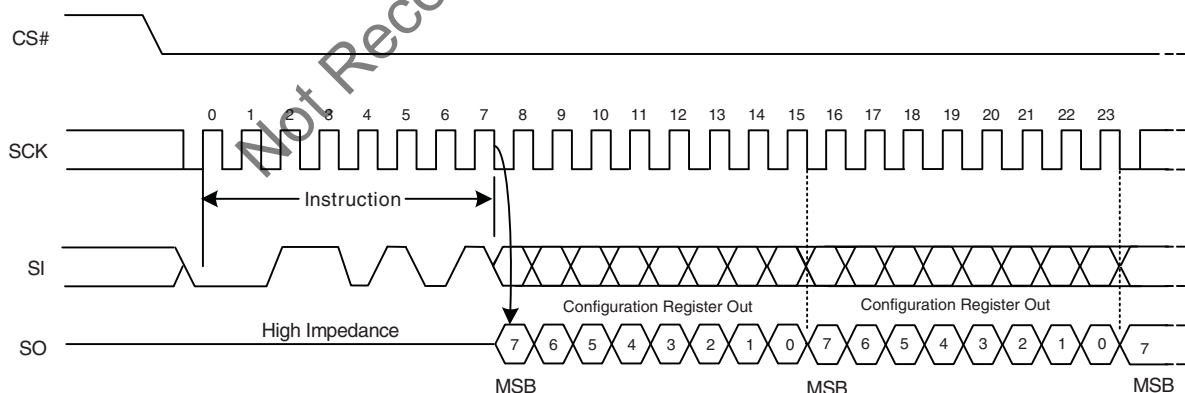 CS#
Not Reco
0 1 2 3 4 5 6 7 8 9 10 11 12 13 14 15 16 17 18 19 20 21 22 23
SCK
Instruction
SI
Configuration Register Out Configuration Register Out
High Impedance
SO
7 6 5 4 3 2 1 0 7 6 5 4 3 2 1 0 7
MSB MSB MSB